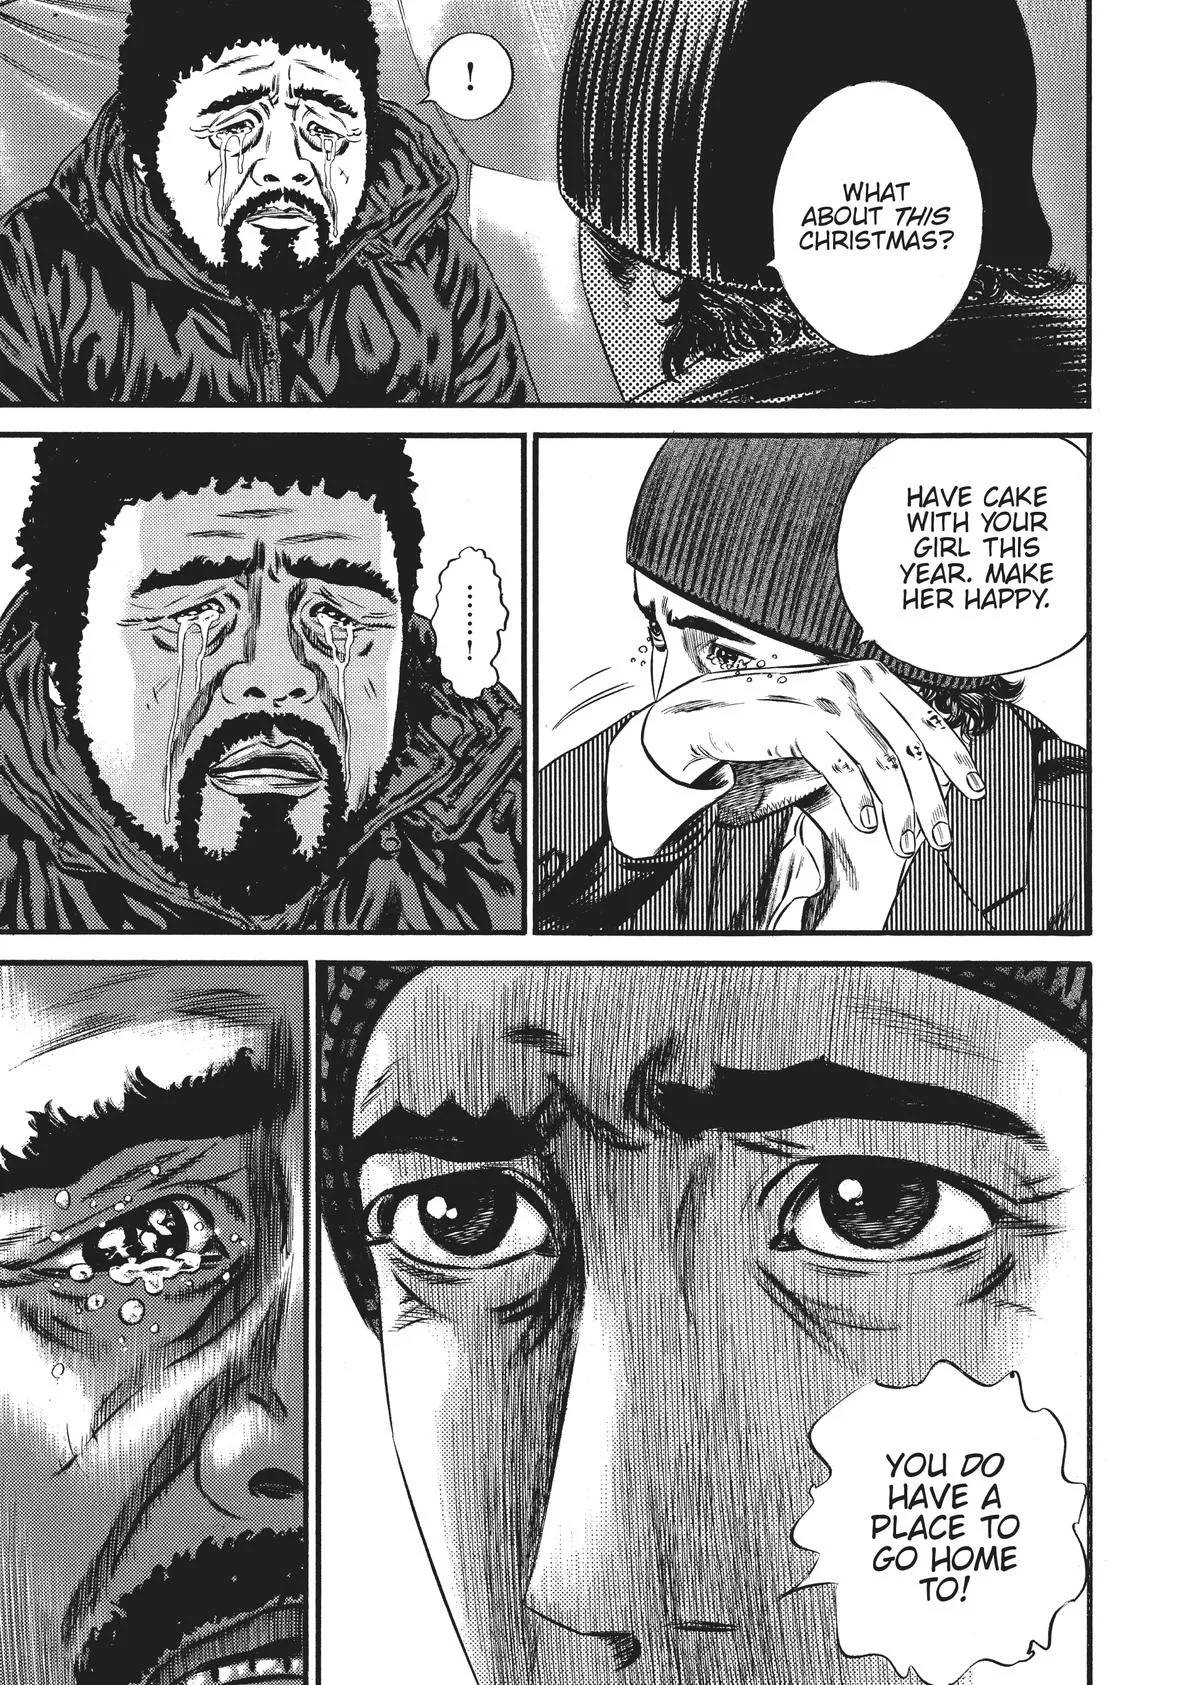 WHAT
ABOUT THIS
CHRISTMAS?
!
HAVE CAKE
WITH YOUR
GIRL THIS
YEAR. MAKE
HER HAPPY.
........!
YOU DO
HAVE A
PLACE TO
GO HOME
TO!